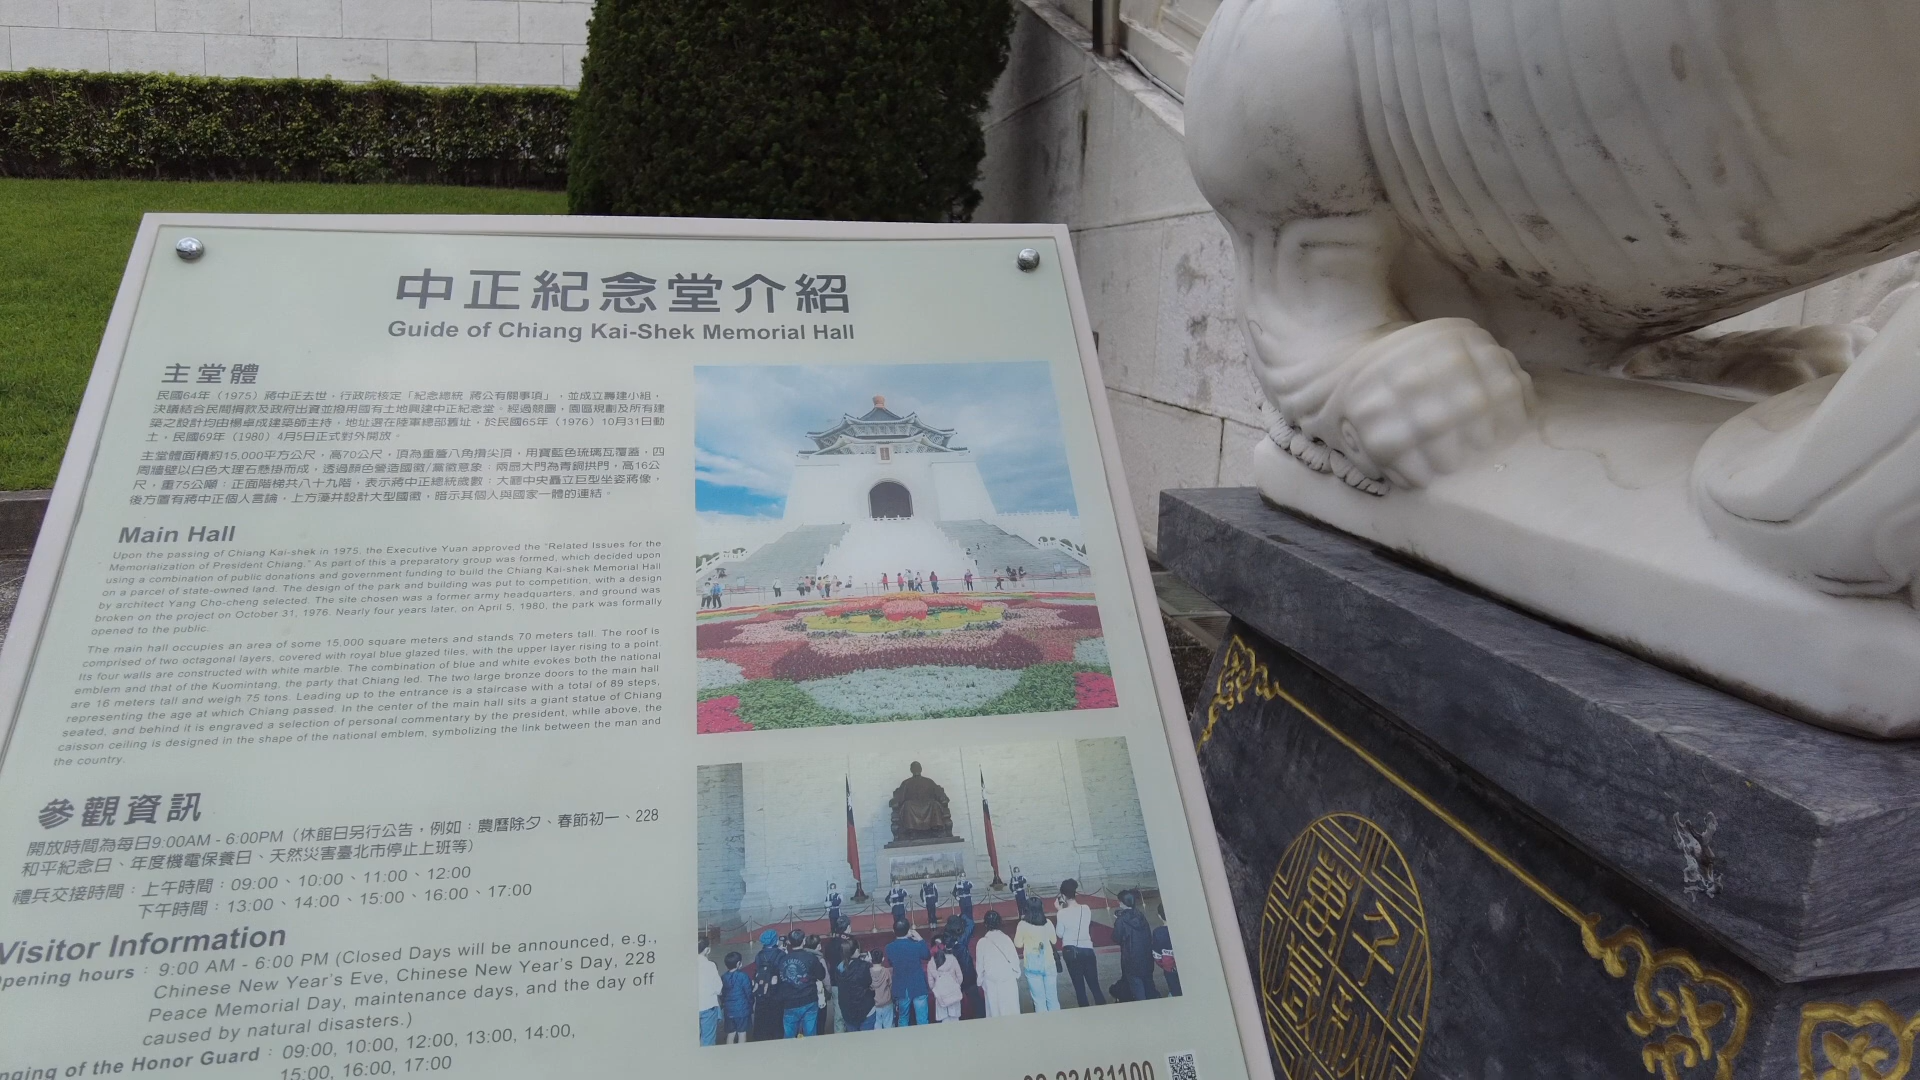 中正紀念堂介紹
Guide of Chiang Kai-Shek Memorial Hall
主堂體
民國64年（1975）蔣中正去世，行政院核定「紀念總統 蔣公有關事項」，並成立籌建小組，
決議結合民間捐款及政府出資並撥用國有土地興建中正紀念堂。經過競圖，園區規劃及所有建
築之設計均由楊卓成建築師主持，地址選在陸軍總部舊址，於民國65年（1976）10月31日動
土，民國69年（1980）4月5日正式對外開放。
主堂體面積約15,000平方公尺，高70公尺，頂為重簷八角攢尖頂，用寶藍色琉璃瓦覆蓋，四
周牆壁以白色大理石懸掛而成，透過顏色營造國徽/黨徽意象；兩扇大門為青銅拱門，高16公
尺，重75公噸；正面階梯共八十九階，表示蔣中正總統歲數；大廳中央矗立巨型坐姿蔣像，
後方置有蔣中正個人言論，上方藻井設計大型國徽，暗示其個人與國家一體的連結。
Main Hall
Upon the passing of Chiang Kai-shek in 1975, the Executive Yuan approved the "Related Issues for the
Memorialization of President Chiang." As part of this a preparatory group was formed, which decided upon
using a combination of public donations and government funding to build the Chiang Kai-shek Memorial Hall
on a parcel of state-owned land. The design of the park and building was put to competition, with a design
by architect Yang Cho-cheng selected. The site chosen was a former army headquarters, and ground was
broken on the project on October 31, 1976. Nearly four years later, on April 5, 1980, the park was formally
opened to the public.
The main hall occupies an area of some 15,000 square meters and stands 70 meters tall. The roof is
comprised of two octagonal layers, covered with royal blue glazed tiles, with the upper layer rising to a point.
Its four walls are constructed with white marble. The combination of blue and white evokes both the national
emblem and that of the Kuomintang, the party that Chiang led. The two large bronze doors to the main hall
are 16 meters tall and weigh 75 tons. Leading up to the entrance is a staircase with a total of 89 steps,
representing the age at which Chiang passed. In the center of the main hall sits a giant statue of Chiang
seated, and behind it is engraved a selection of personal commentary by the president, while above, the
caisson ceiling is designed in the shape of the national emblem, symbolizing the link between the man and
the country.
參觀資訊
開放時間為每日9:00AM - 6:00PM（休館日另行公告，例如：農曆除夕、春節初一、228
和平紀念日、年度機電保養日、天然災害臺北市停止上班等）
禮兵交接時間：上午時間：09:00、10:00、11:00、12:00
下午時間：13:00、14:00、15:00、16:00、17:00
Visitor Information
Opening hours：9:00 AM - 6:00 PM (Closed Days will be announced, e.g.,
Chinese New Year's Eve, Chinese New Year's Day, 228
Peace Memorial Day, maintenance days, and the day off
caused by natural disasters.)
nging of the Honor Guard：09:00, 10:00, 12:00, 13:00, 14:00,
15:00, 16:00, 17:00
02-23431100